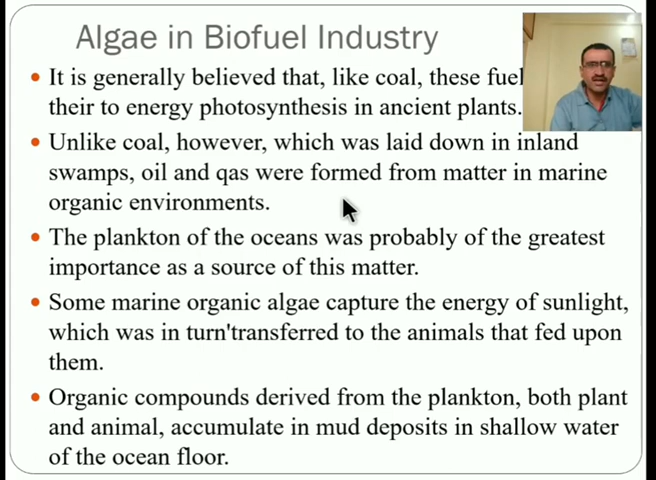 Algae in Biofuel Industry
It is generally believed that, like coal, these fuel
their to energy photosynthesis in ancient plants.
Unlike coal, however, which was laid down in inland
swamps, oil and qas were formed from matter in marine
organic environments.
The plankton of the oceans was probably of the greatest
importance as a source of this matter.
Some marine organic algae capture the energy of sunlight,
which was in turn'transferred to the animals that fed upon
them.
Organic compounds derived from the plankton, both plant
and animal, accumulate in mud deposits in shallow water
of the ocean floor.